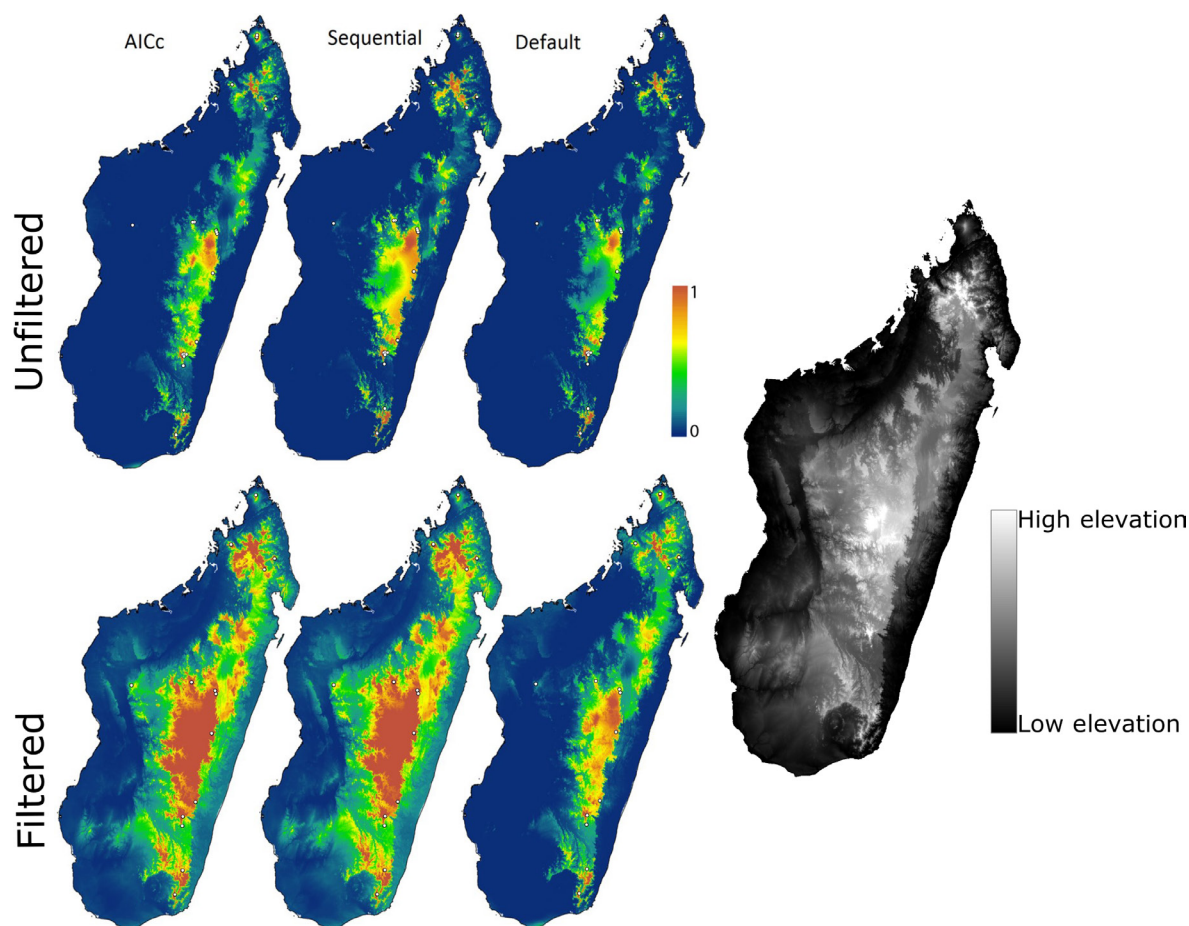 AICc
Sequential
Default
Unfiltered
1
0
Filtered
High elevation
Low elevation